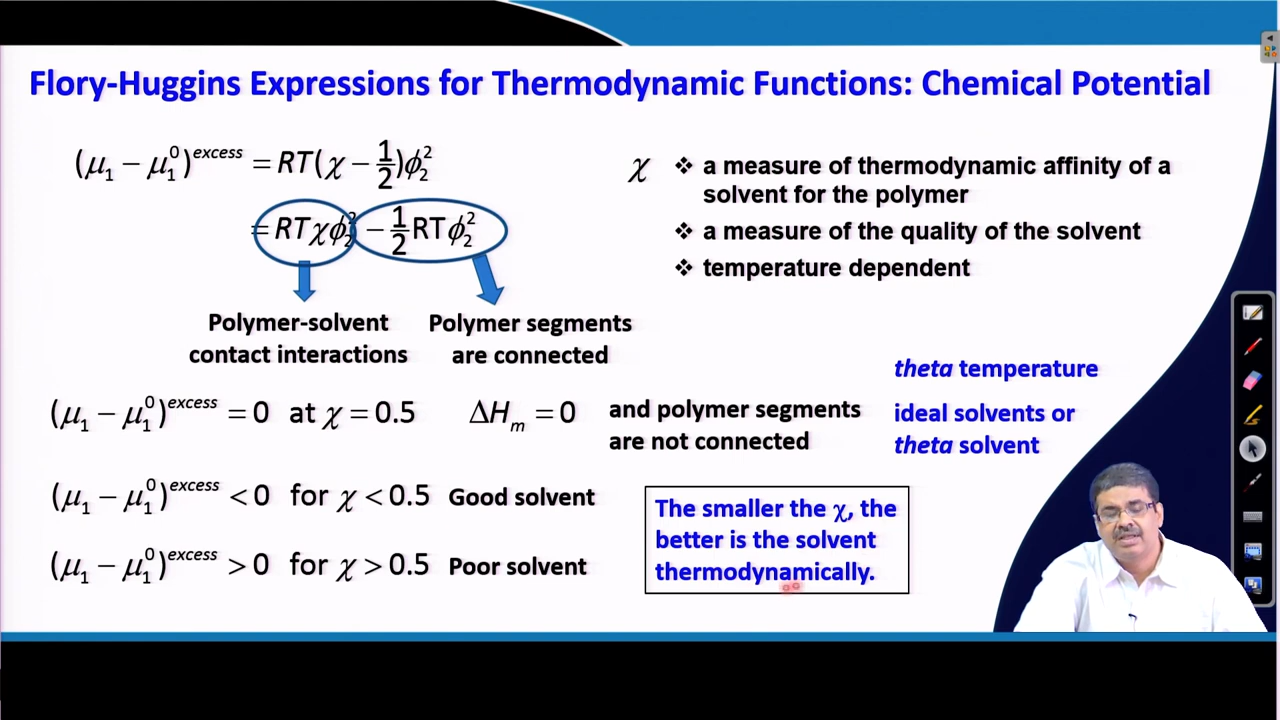 Flory-Huggins Expressions for Thermodynamic Functions: Chemical Potential
(μ₁ − μ₁⁰)ᵉˣᶜᵉˢˢ = RT(χ − 1/2)ϕ₂²
= RTχϕ₂² − 1/2 RTϕ₂²
Polymer-solvent
contact interactions
Polymer segments
are connected
χ ❖ a measure of thermodynamic affinity of a
solvent for the polymer
❖ a measure of the quality of the solvent
❖ temperature dependent
(μ₁ − μ₁⁰)ᵉˣᶜᵉˢˢ = 0 at χ = 0.5 ΔHₘ = 0
and polymer segments
are not connected
theta temperature
ideal solvents or
theta solvent
(μ₁ − μ₁⁰)ᵉˣᶜᵉˢˢ < 0 for χ < 0.5 Good solvent
(μ₁ − μ₁⁰)ᵉˣᶜᵉˢˢ > 0 for χ > 0.5 Poor solvent
The smaller the χ, the
better is the solvent
thermodynamically.